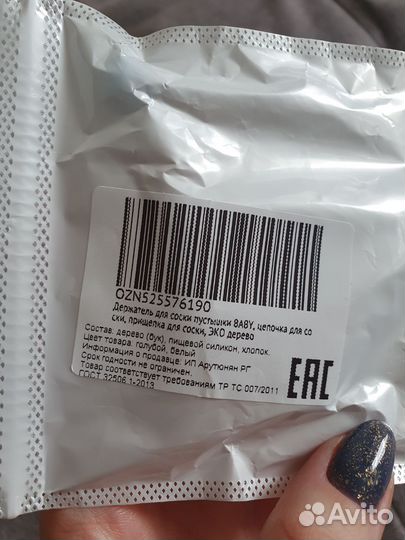 OZN525576190
Держатель для соски пустышки BABY, цепочка для со
ски, прищепка для соски, ЭКО дерево
Состав: дерево (бук), пищевой силикон, хлопок.
Цвет товара: голубой, белый
Информация о продавце: ИП Арутюнян РГ
Срок годности не ограничен.
Товар соответствует требованиям ТР ТС 007/2011
ГОСТ 32506.1-2013
EAC
Avito